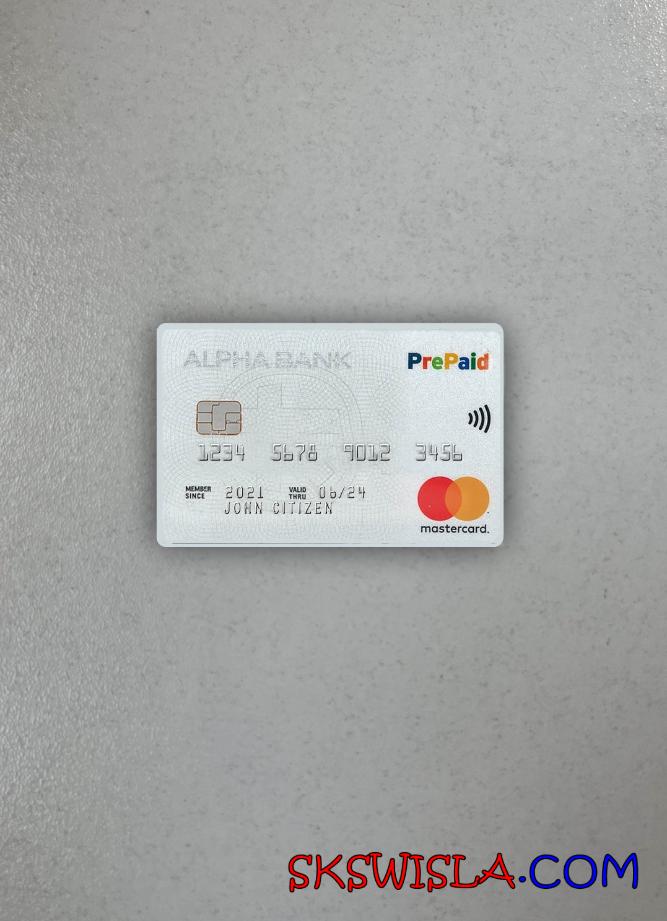 ALPHA BANK
PrePaid
1234 5678 9012 3456
MEMBER SINCE 2021 VALID THRU 06/24
JOHN CITIZEN
mastercard.
SKSWISLA.COM